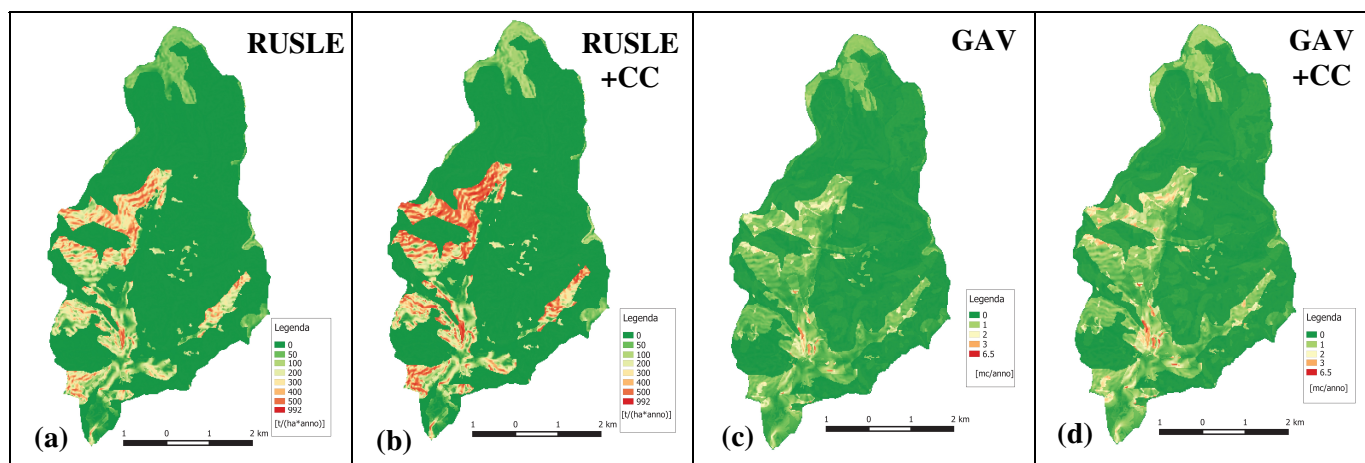 RUSLE
Legenda
0
50
100
200
300
400
500
992
[t/(ha*anno)]
(a)
1 0 1 2 km
RUSLE
+CC
Legenda
0
50
100
200
300
400
500
992
[t/(ha*anno)]
(b)
1 0 1 2 km
GAV
Legenda
0
1
2
3
6.5
[mc/anno]
(c)
1 0 1 2 km
GAV
+CC
Legenda
0
1
2
3
6.5
[mc/anno]
(d)
1 0 1 2 km